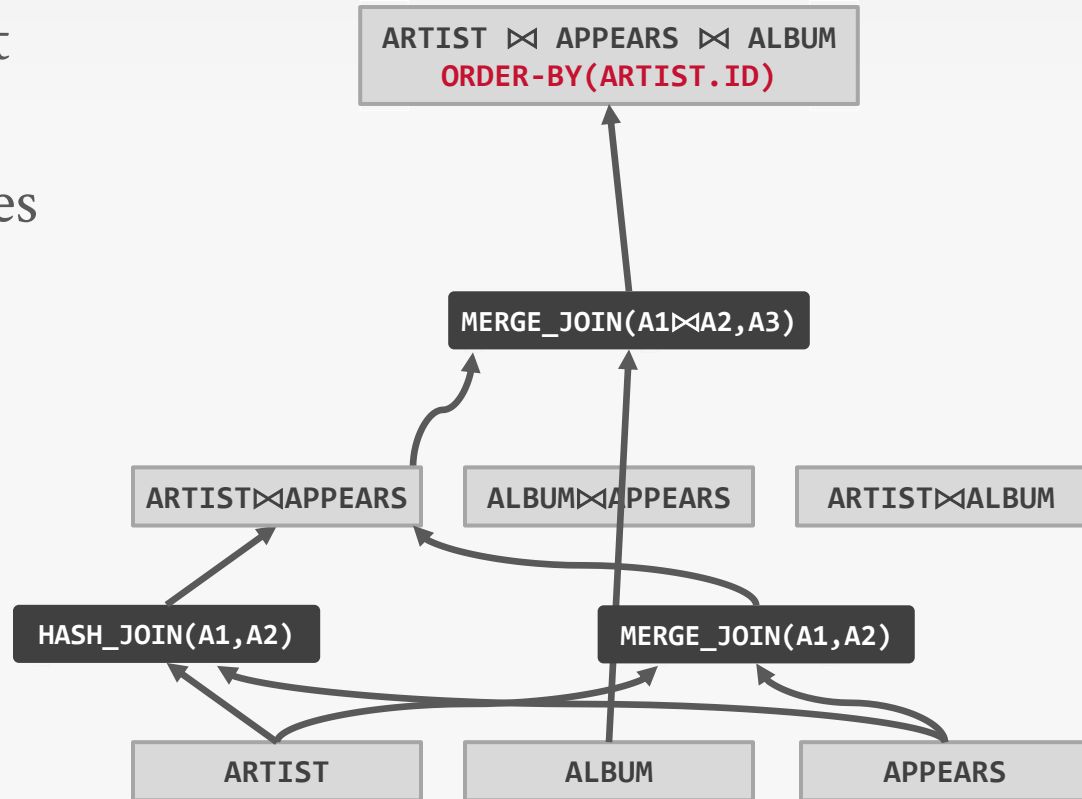 ARTIST ⋈ APPEARS ⋈ ALBUM
ORDER-BY(ARTIST.ID)
t
es
MERGE_JOIN(A1⋈A2,A3)
ARTIST⋈APPEARS
ALBUM⋈APPEARS
ARTIST⋈ALBUM
HASH_JOIN(A1,A2)
MERGE_JOIN(A1,A2)
ARTIST
ALBUM
APPEARS